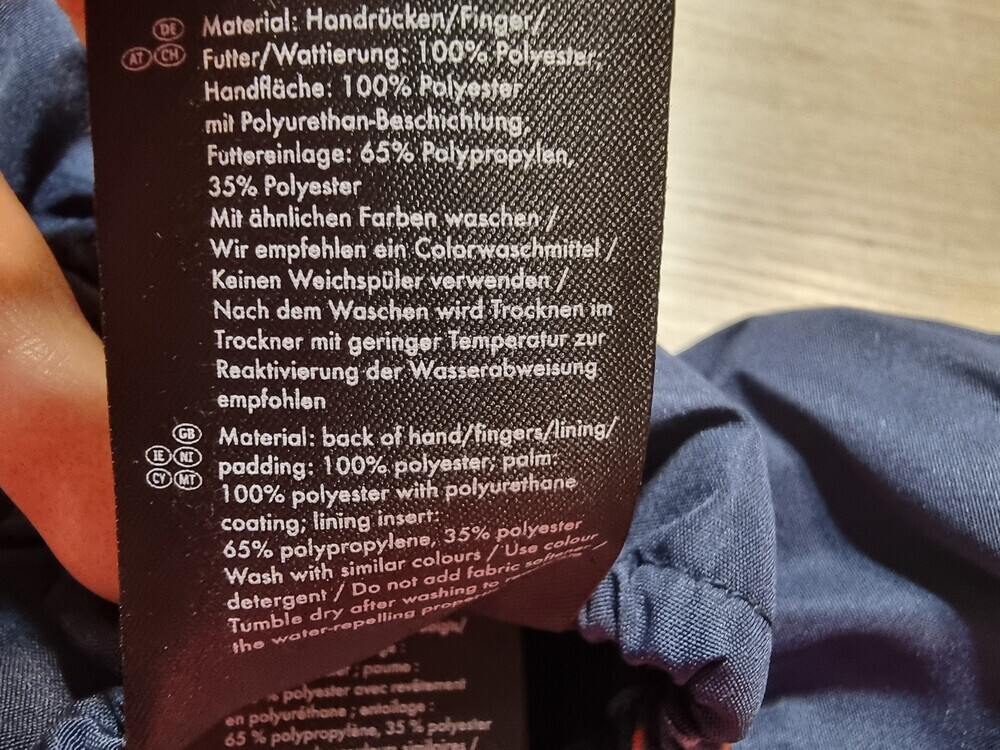 DE Material: Handrücken/Finger/
AT CH Futter/Wattierung: 100% Polyester;
Handfläche: 100% Polyester
mit Polyurethan-Beschichtung,
Futtereinlage: 65% Polypropylen,
35% Polyester
Mit ähnlichen Farben waschen /
Wir empfehlen ein Colorwaschmittel /
Keinen Weichspüler verwenden /
Nach dem Waschen wird Trocknen im
Trockner mit geringer Temperatur zur
Reaktivierung der Wasserabweisung
empfohlen
GB Material: back of hand/fingers/lining/
IE NI padding: 100% polyester; palm:
CY MT 100% polyester with polyurethane
coating; lining insert:
65% polypropylene, 35% polyester
Wash with similar colours / Use colour
detergent / Do not add fabric softener /
Tumble dry after washing to
the water-repelling
; paume :
% polyester avec revêtement
en polyuréthane ; entoilage :
65 % polypropylène, 35 % polyester
similaires /